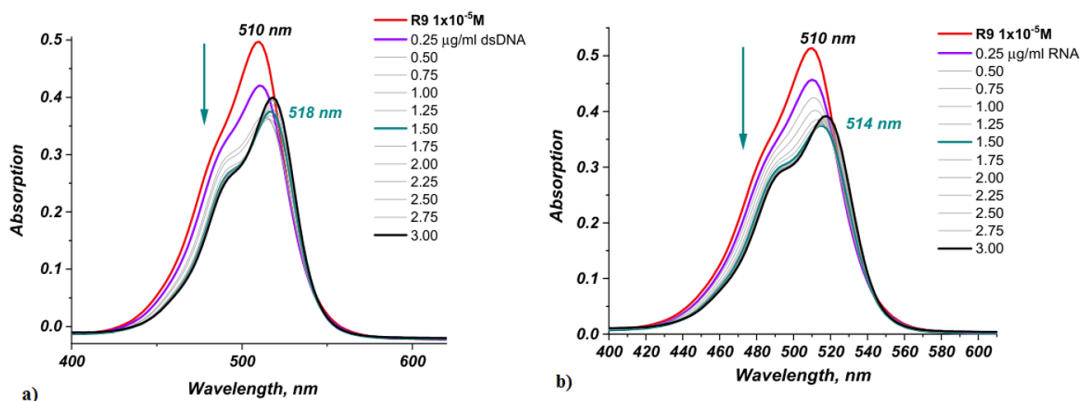 510 nm
R9 1x10⁻⁵M
0.25 µg/ml dsDNA
0.50
0.75
1.00
1.25
1.50
1.75
2.00
2.25
2.50
2.75
3.00
518 nm
0.5
0.4
0.3
0.2
0.1
0.0
Absorption
400
500
600
Wavelength, nm
a)
510 nm
R9 1x10⁻⁵M
0.25 µg/ml RNA
0.50
0.75
1.00
1.25
1.50
1.75
2.00
2.25
2.50
2.75
3.00
514 nm
0.5
0.4
0.3
0.2
0.1
0.0
Absorption
400 420 440 460 480 500 520 540 560 580 600
Wavelength, nm
b)